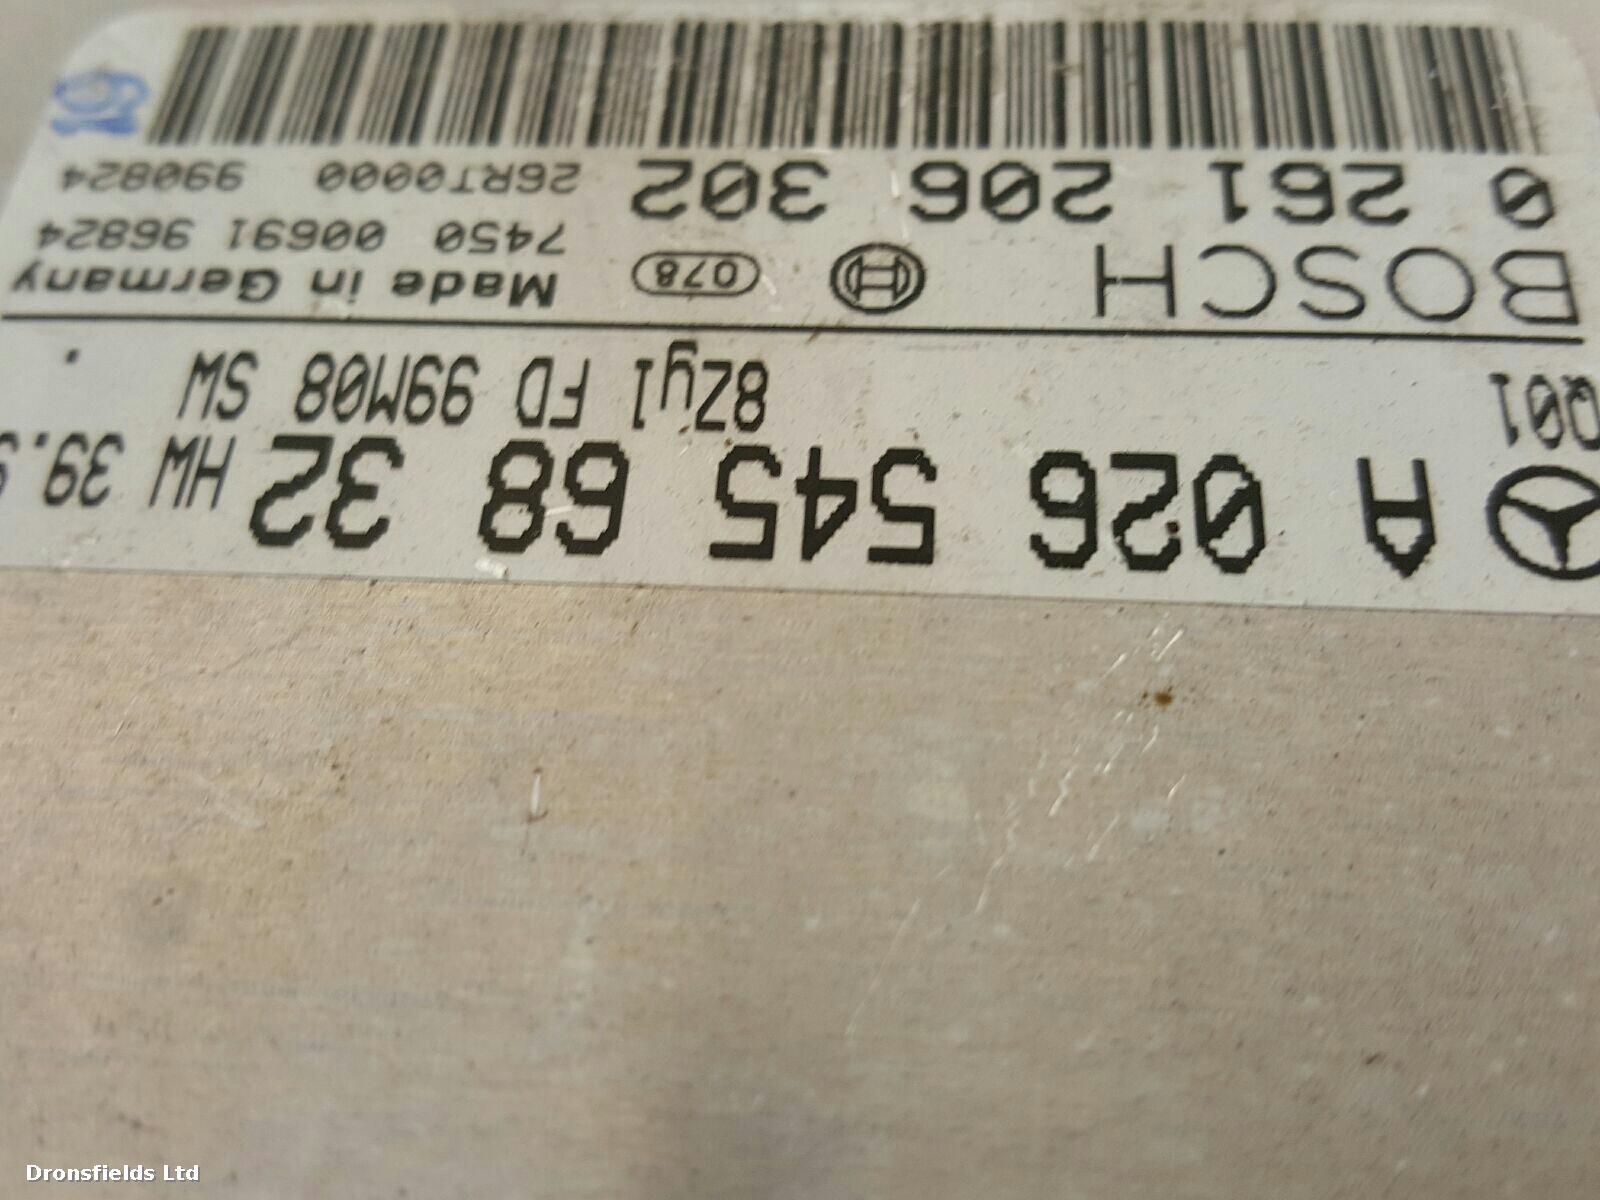 A 026 545 68 32 HW 39.9
Q01 8Zyl FD 99M08 SW .
BOSCH 078 Made in Germany
7450 00691 96824
0 261 206 302 26RT0000 990824
Dronsfields Ltd